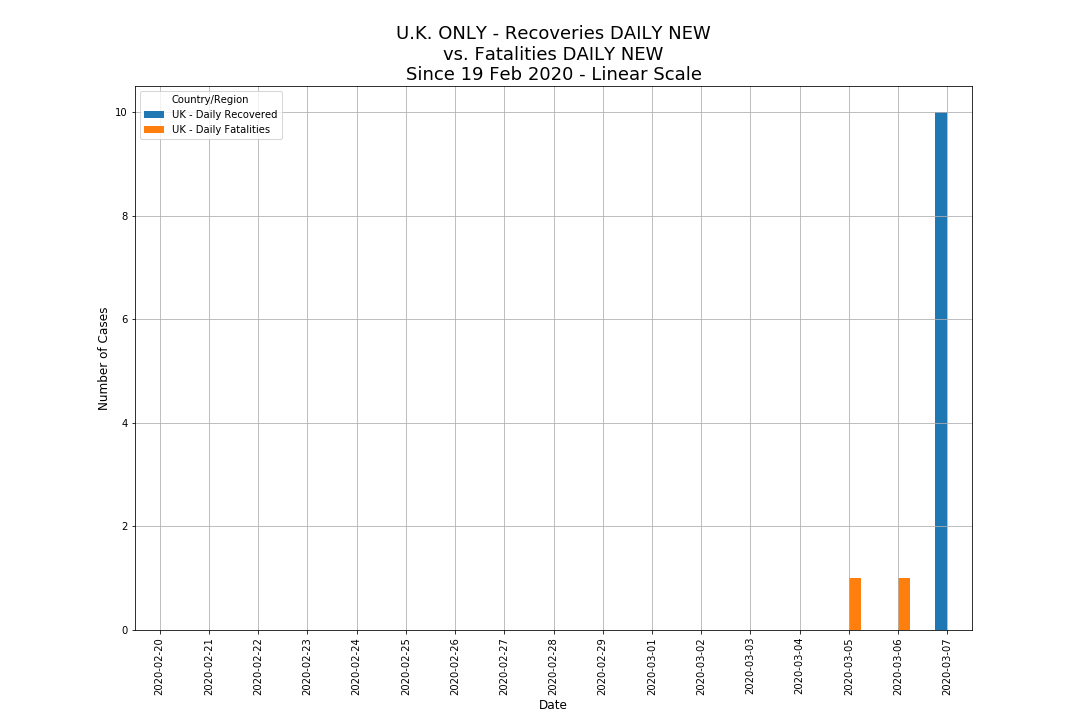 U.K. ONLY - Recoveries DAILY NEW
vs. Fatalities DAILY NEW
Since 19 Feb 2020 - Linear Scale
Country/Region
UK - Daily Recovered
UK - Daily Fatalities
Number of Cases
10
8
6
4
2
0
2020-02-20
2020-02-21
2020-02-22
2020-02-23
2020-02-24
2020-02-25
2020-02-26
2020-02-27
2020-02-28
2020-02-29
2020-03-01
2020-03-02
2020-03-03
2020-03-04
2020-03-05
2020-03-06
2020-03-07
Date